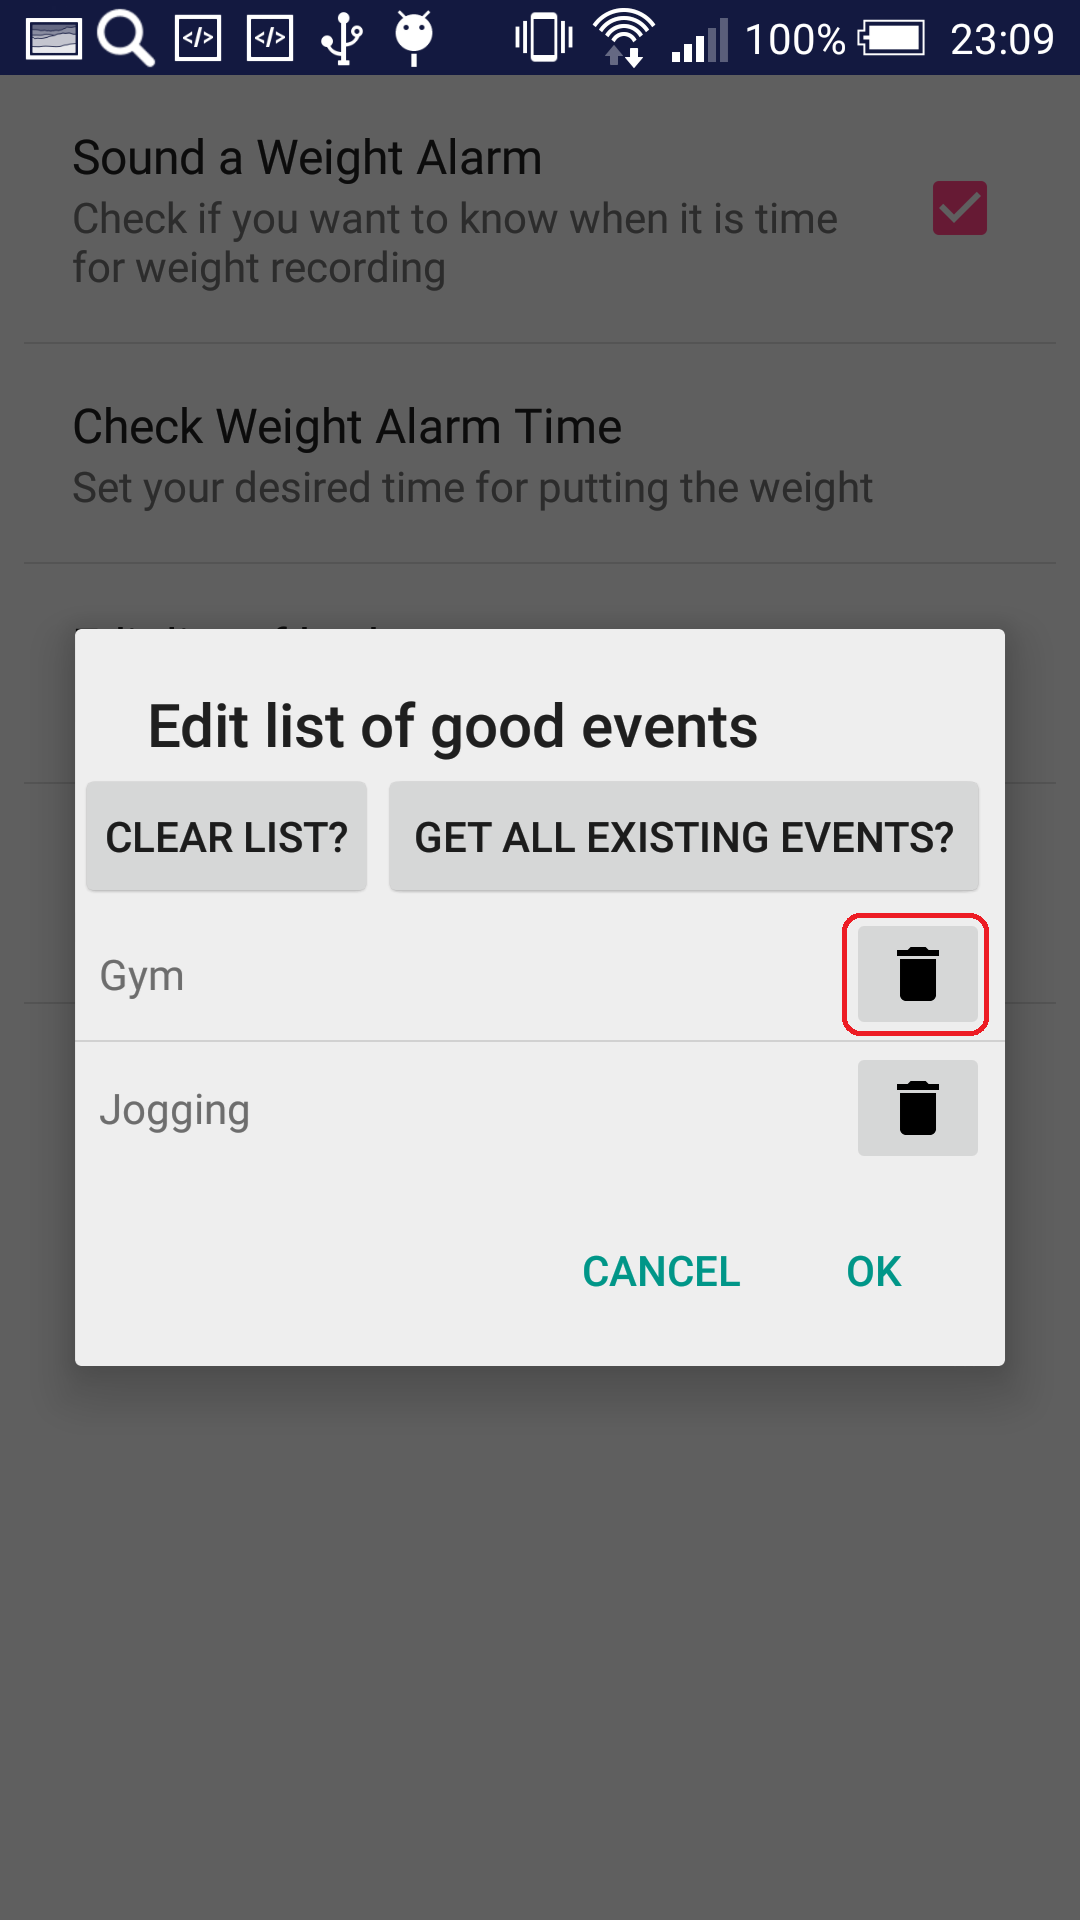 100% 23:09
Sound a Weight Alarm
Check if you want to know when it is time
for weight recording
Check Weight Alarm Time
Set your desired time for putting the weight
Edit list of good events
CLEAR LIST? GET ALL EXISTING EVENTS?
Gym
Jogging
CANCEL OK